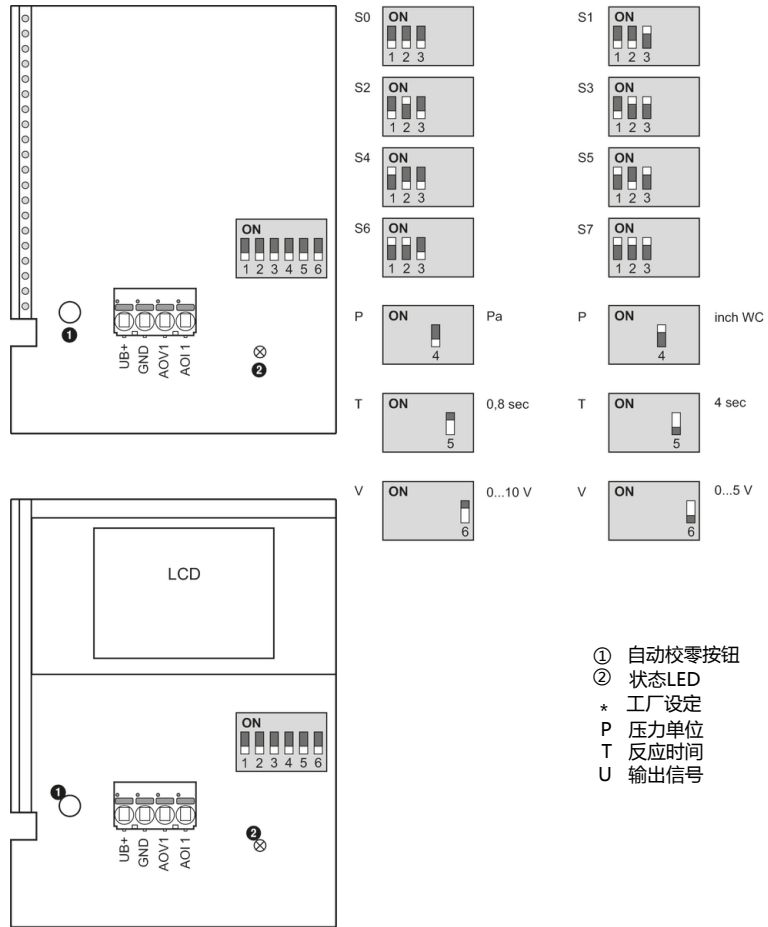 ON
1 2 3 4 5 6
UB+
GND
AOV1
AOI 1
❶
❷
LCD
ON
1 2 3 4 5 6
UB+
GND
AOV1
AOI 1
❶
❷
S0 ON
1 2 3
S1 ON
1 2 3
S2 ON
1 2 3
S3 ON
1 2 3
S4 ON
1 2 3
S5 ON
1 2 3
S6 ON
1 2 3
S7 ON
1 2 3
P ON Pa
4
P ON inch WC
4
T ON 0,8 sec
5
T ON 4 sec
5
V ON 0...10 V
6
V ON 0...5 V
6
① 自动校零按钮
② 状态LED
* 工厂设定
P 压力单位
T 反应时间
U 输出信号